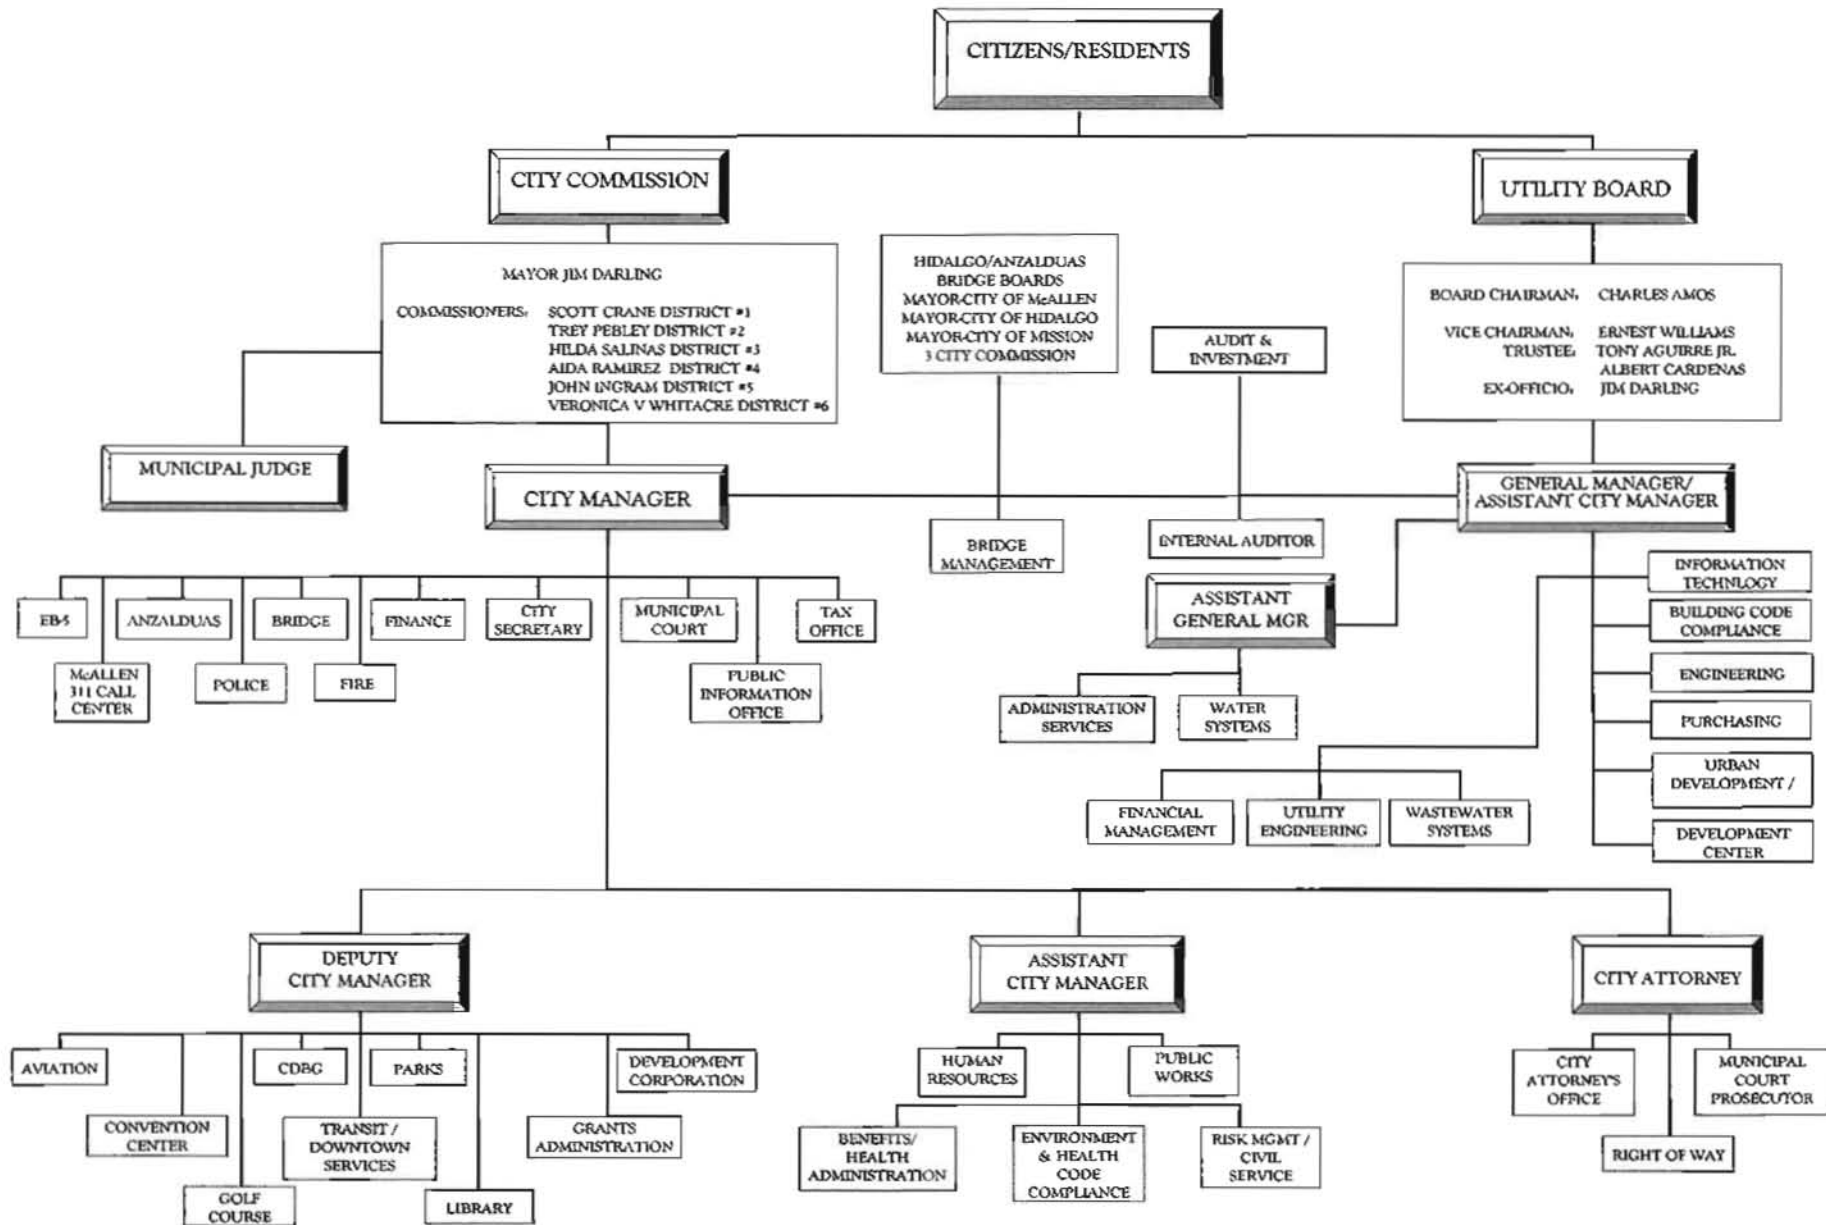 CITIZENS/RESIDENTS
CITY COMMISSION
UTILITY BOARD
MAYOR JIM DARLING
COMMISSIONERS: SCOTT CRANE DISTRICT #1
TREY PEBLEY DISTRICT #2
HILDA SALINAS DISTRICT #3
AIDA RAMIREZ DISTRICT #4
JOHN INGRAM DISTRICT #5
VERONICA V WHITACRE DISTRICT #6
HIDALGO/ANZALDUAS
BRIDGE BOARDS
MAYOR-CITY OF McALLEN
MAYOR-CITY OF HIDALGO
MAYOR-CITY OF MISSION
3 CITY COMMISSION
AUDIT &
INVESTMENT
BOARD CHAIRMAN: CHARLES AMOS
VICE CHAIRMAN: ERNEST WILLIAMS
TRUSTEE: TONY AGUIRRE JR.
ALBERT CARDENAS
EX-OFFICIO: JIM DARLING
MUNICIPAL JUDGE
CITY MANAGER
GENERAL MANAGER/
ASSISTANT CITY MANAGER
BRIDGE
MANAGEMENT
INTERNAL AUDITOR
ASSISTANT
GENERAL MGR
INFORMATION
TECHNLOGY
BUILDING CODE
COMPLIANCE
ENGINEERING
PURCHASING
URBAN
DEVELOPMENT /
DEVELOPMENT
CENTER
EB-5
ANZALDUAS
BRIDGE
FINANCE
CITY
SECRETARY
MUNICIPAL
COURT
TAX
OFFICE
McALLEN
311 CALL
CENTER
POLICE
FIRE
PUBLIC
INFORMATION
OFFICE
ADMINISTRATION
SERVICES
WATER
SYSTEMS
FINANCIAL
MANAGEMENT
UTILITY
ENGINEERING
WASTEWATER
SYSTEMS
DEPUTY
CITY MANAGER
ASSISTANT
CITY MANAGER
CITY ATTORNEY
AVIATION
CDBG
PARKS
DEVELOPMENT
CORPORATION
CONVENTION
CENTER
TRANSIT /
DOWNTOWN
SERVICES
GRANTS
ADMINISTRATION
GOLF
COURSE
LIBRARY
HUMAN
RESOURCES
PUBLIC
WORKS
BENEFITS/
HEALTH
ADMINISTRATION
ENVIRONMENT
& HEALTH
CODE
COMPLIANCE
RISK MGMT /
CIVIL
SERVICE
CITY
ATTORNEY'S
OFFICE
MUNICIPAL
COURT
PROSECUTOR
RIGHT OF WAY